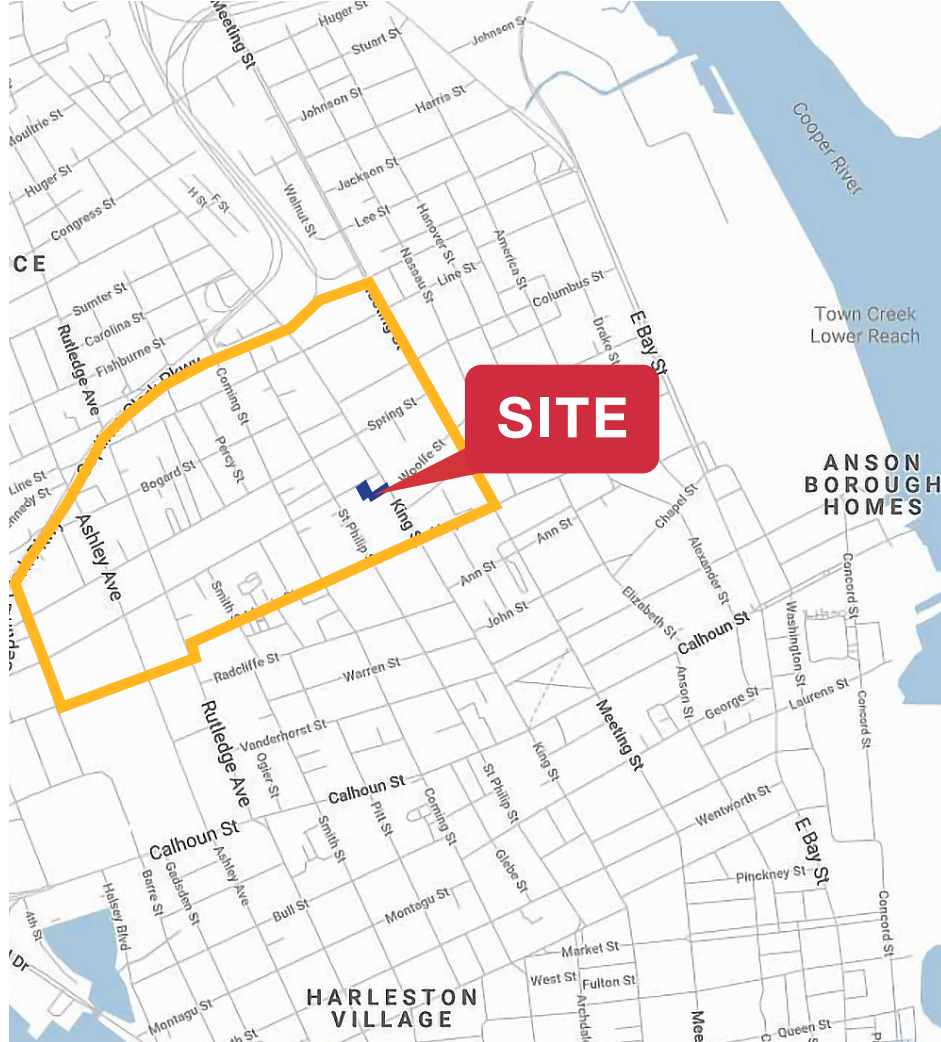 Huger St
Meeting St
Johnson S
Stuart St
Harris St
Johnson St
Moultrie St
Cooper River
Huger St
Jackson St
H St
F St
Walnut St
Congress St
Lee St
Hanover St
America St
CE
Nassau St
Line St
Columbus St
Sumter St
Carolina St
Fishburne St
Rutledge Ave
Drake St
E Bay St
Town Creek
Lower Reach
Coming St
Spring St
SITE
Percy St
Woolfe St
Bogard St
Line St
ANSON
BOROUGH
HOMES
King S
St Philip
Ann St
Chapel St
Ashley Ave
Alexander St
Ann St
Smith
Elizabeth St
John St
Calhoun St
Concord St
Washington St
Radcliffe St
Warren St
Anson St
George St
Laurens St
Concord St
Rutledge Ave
Meeting St
Vanderhorst St
Ogier St
King St
St Philip St
Calhoun St
Wentworth St
Pitt St
Coming St
Smith St
Calhoun St
E Bay St
Ashley Ave
Glebe St
Pinckney St
Barre St
Gadsden St
Halsey Blvd
Bull St
Montagu St
Concord St
4th St
Market St
Dr
West St
Fulton St
HARLESTON
VILLAGE
Montagu St
th St
Archdal
Mee
Queen St